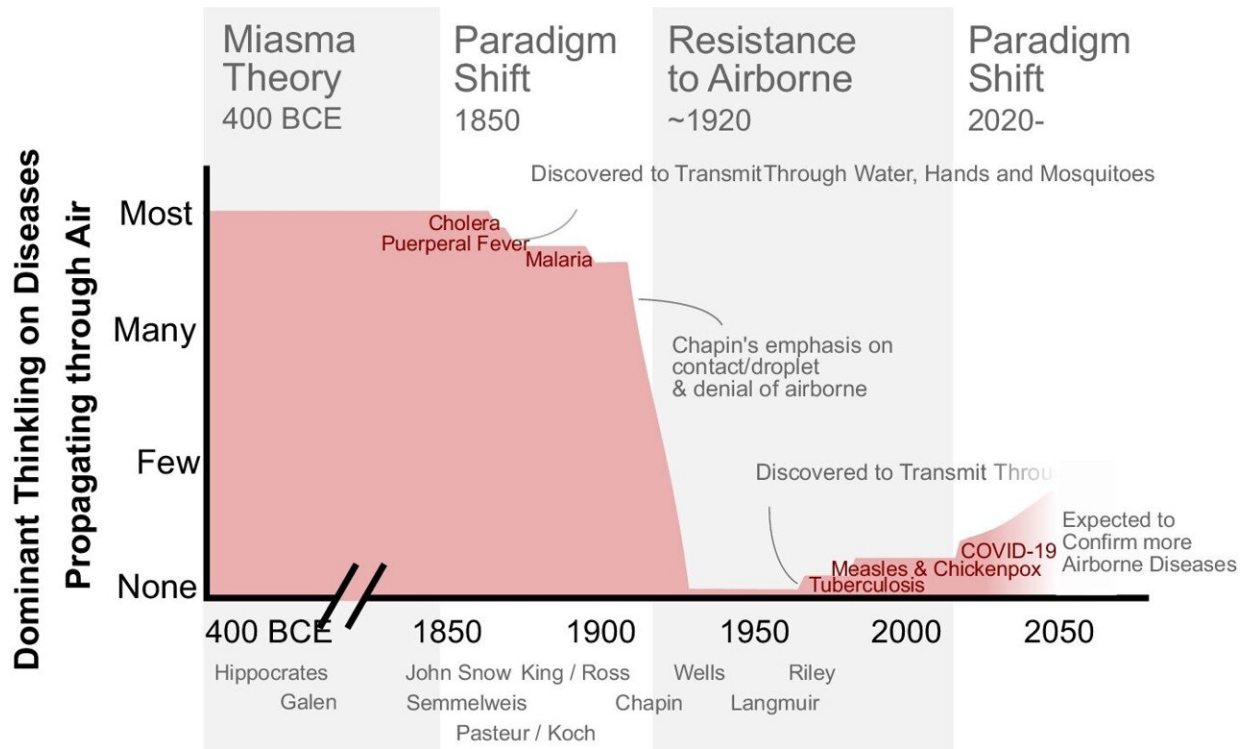 Miasma
Theory
400 BCE
Paradigm
Shift
1850
Resistance
to Airborne
~1920
Paradigm
Shift
2020-
Dominant Thinkling on Diseases
Propagating through Air
Most
Many
Few
None
Discovered to TransmitThrough Water, Hands and Mosquitoes
Cholera
Puerperal Fever
Malaria
Chapin's emphasis on
contact/droplet
& denial of airborne
Discovered to Transmit Throu
COVID-19
Measles & Chickenpox
Tuberculosis
Expected to
Confirm more
Airborne Diseases
400 BCE
1850
1900
1950
2000
2050
Hippocrates
Galen
John Snow
Semmelweis
Pasteur / Koch
King / Ross
Chapin
Wells
Langmuir
Riley